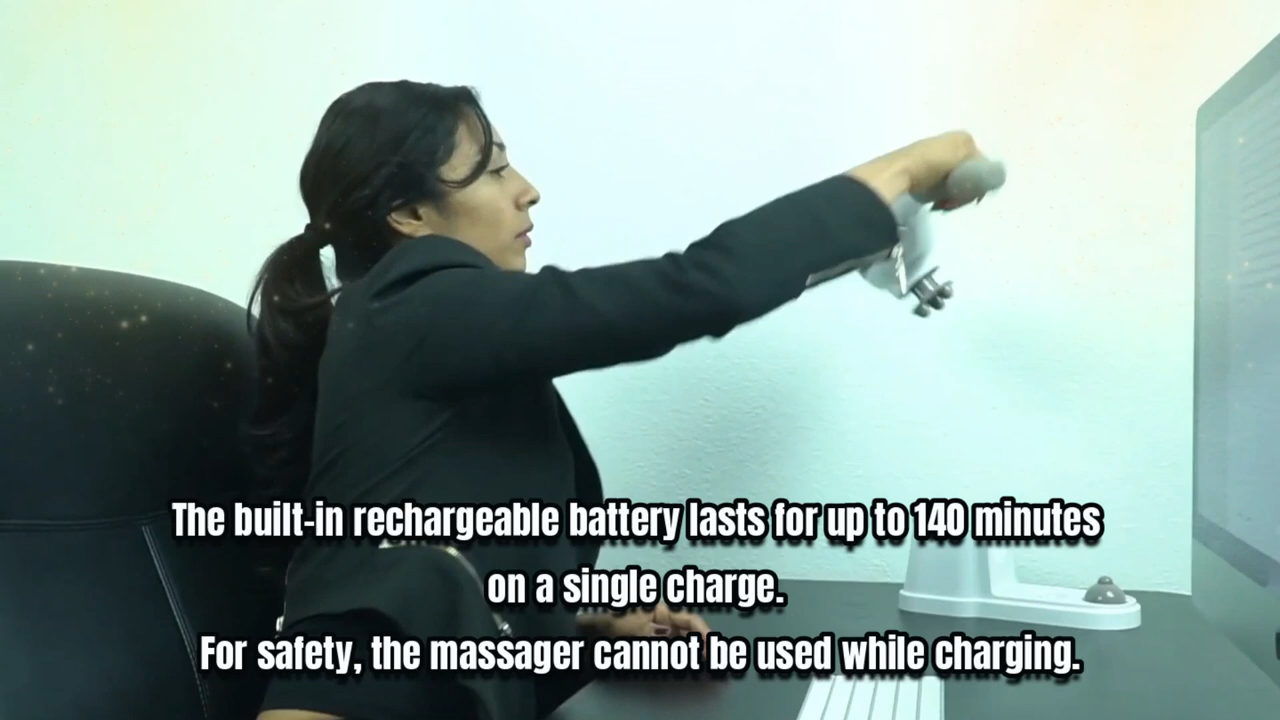 The built-in rechargeable battery lasts for up to 140 minutes
on a single charge.
For safety, the massager cannot be used while charging.